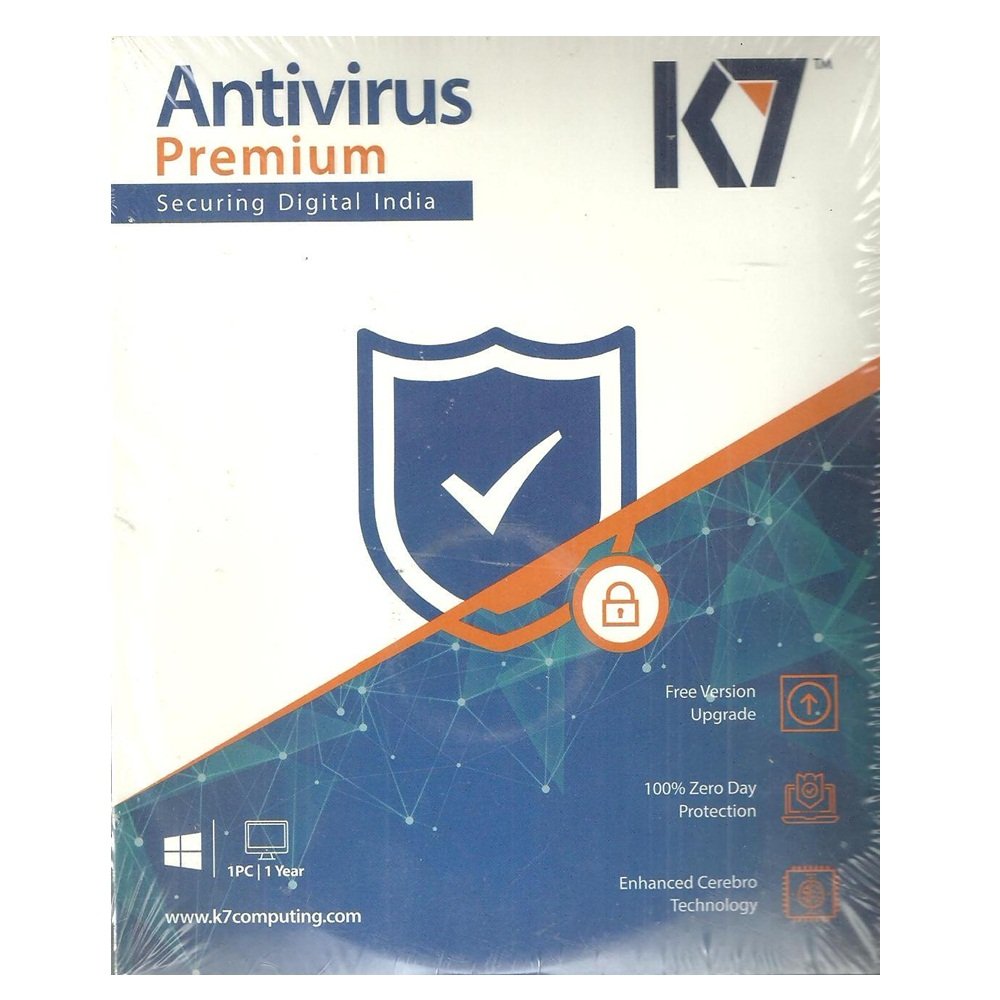 Antivirus
Premium
Securing Digital India
K7™
Free Version
Upgrade
100% Zero Day
Protection
Enhanced Cerebro
Technology
1PC | 1 Year
www.k7computing.com